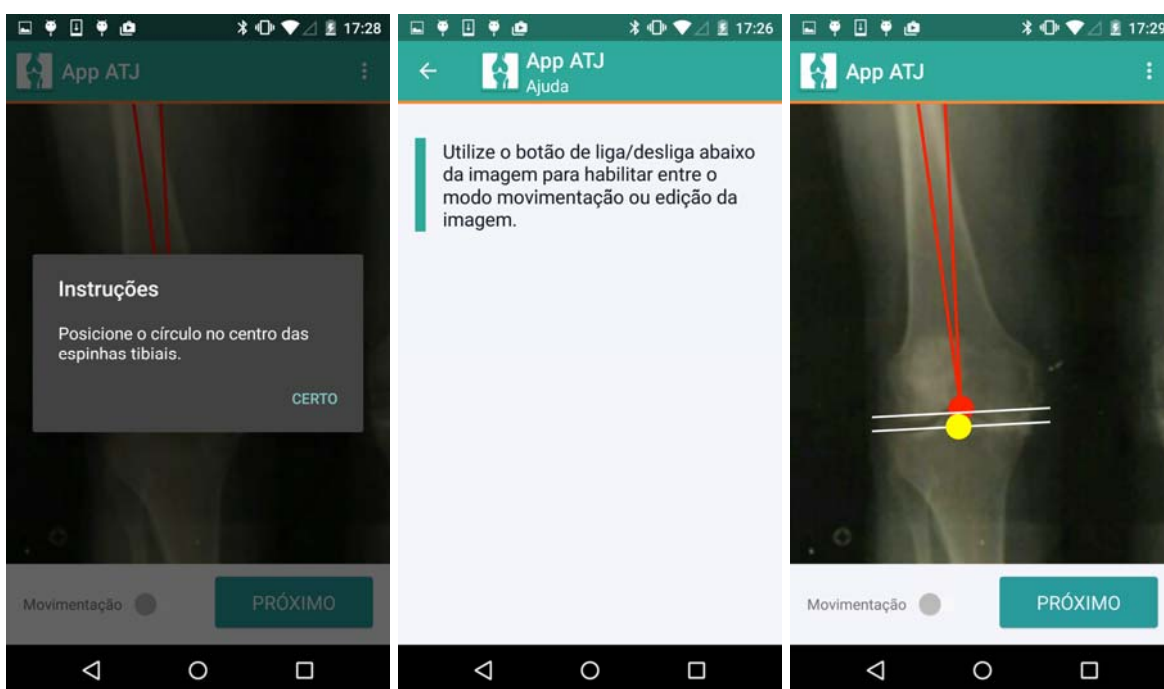 17:28
App ATJ
Instruções
Posicione o círculo no centro das
espinhas tibiais.
CERTO
Movimentação
PRÓXIMO
17:26
App ATJ
Ajuda
Utilize o botão de liga/desliga abaixo
da imagem para habilitar entre o
modo movimentação ou edição da
imagem.
17:29
App ATJ
Movimentação
PRÓXIMO